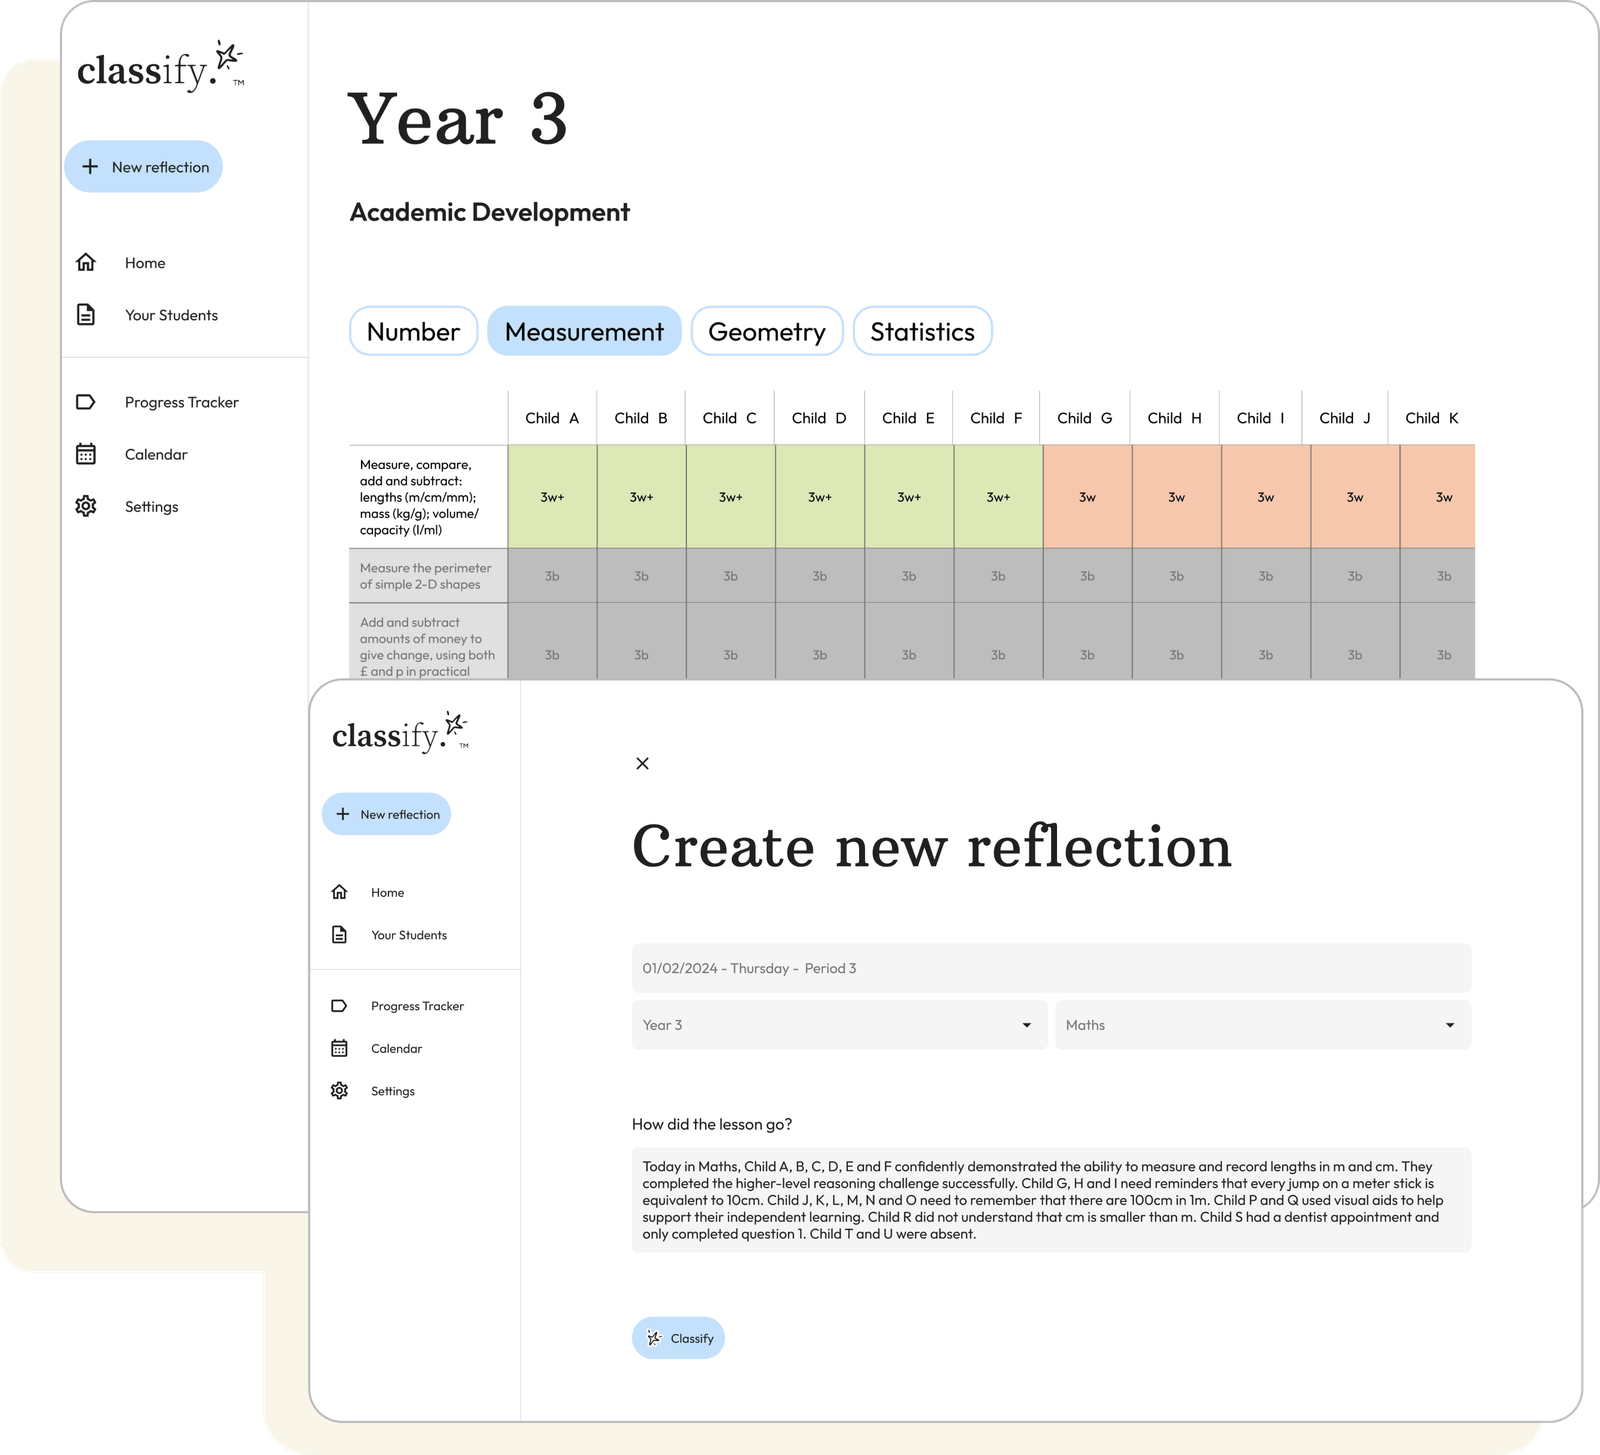 classify.™
New reflection
Home
Your Students
Progress Tracker
Calendar
Settings
Year 3
Academic Development
Number Measurement Geometry Statistics
Child A Child B Child C Child D Child E Child F Child G Child H Child I Child J Child K
Measure, compare,
add and subtract:
lengths (m/cm/mm);
mass (kg/g); volume/
capacity (l/ml)
3w+ 3w+ 3w+ 3w+ 3w+ 3w+ 3w 3w 3w 3w 3w
Measure the perimeter
of simple 2-D shapes
3b 3b 3b 3b 3b 3b 3b 3b 3b 3b 3b
Add and subtract
amounts of money to
give change, using both
£ and p in practical
3b 3b 3b 3b 3b 3b 3b 3b 3b 3b 3b
classify.™
New reflection
Home
Your Students
Progress Tracker
Calendar
Settings
Create new reflection
01/02/2024 - Thursday - Period 3
Year 3 Maths
How did the lesson go?
Today in Maths, Child A, B, C, D, E and F confidently demonstrated the ability to measure and record lengths in m and cm. They
completed the higher-level reasoning challenge successfully. Child G, H and I need reminders that every jump on a meter stick is
equivalent to 10cm. Child J, K, L, M, N and O need to remember that there are 100cm in 1m. Child P and Q used visual aids to help
support their independent learning. Child R did not understand that cm is smaller than m. Child S had a dentist appointment and
only completed question 1. Child T and U were absent.
Classify